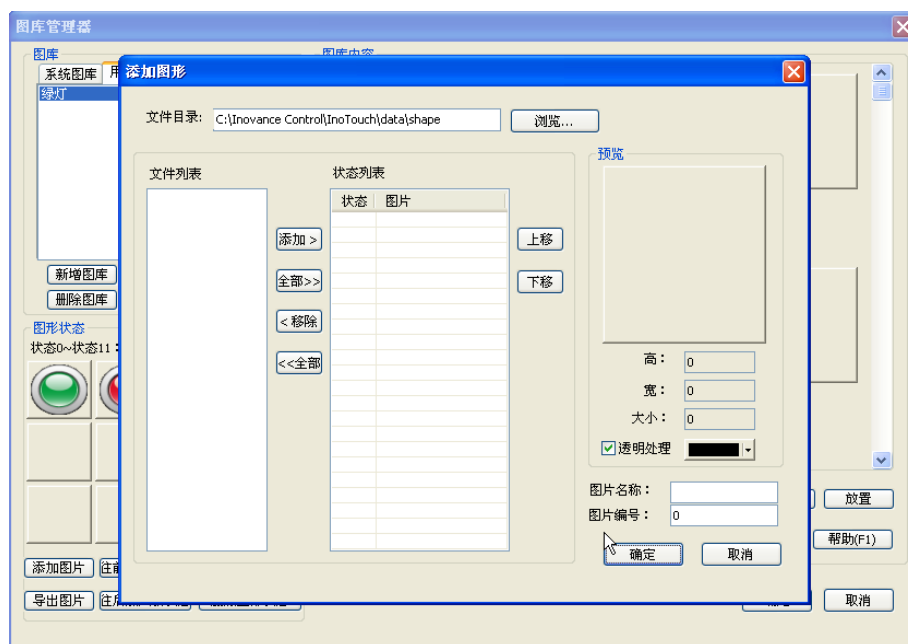 图库管理器
图库
图库内容
系统图库
绿灯
新增图库
删除图库
图形状态
状态0~状态11：
添加图片
导出图片
放置
帮助(F1)
取消
添加图形
文件目录:
C:\Inovance Control\InoTouch\data\shape
浏览...
文件列表
状态列表
状态 图片
添加 >
全部>>
< 移除
<<全部
上移
下移
预览
高： 0
宽： 0
大小： 0
透明处理
图片名称：
图片编号： 0
确定
取消